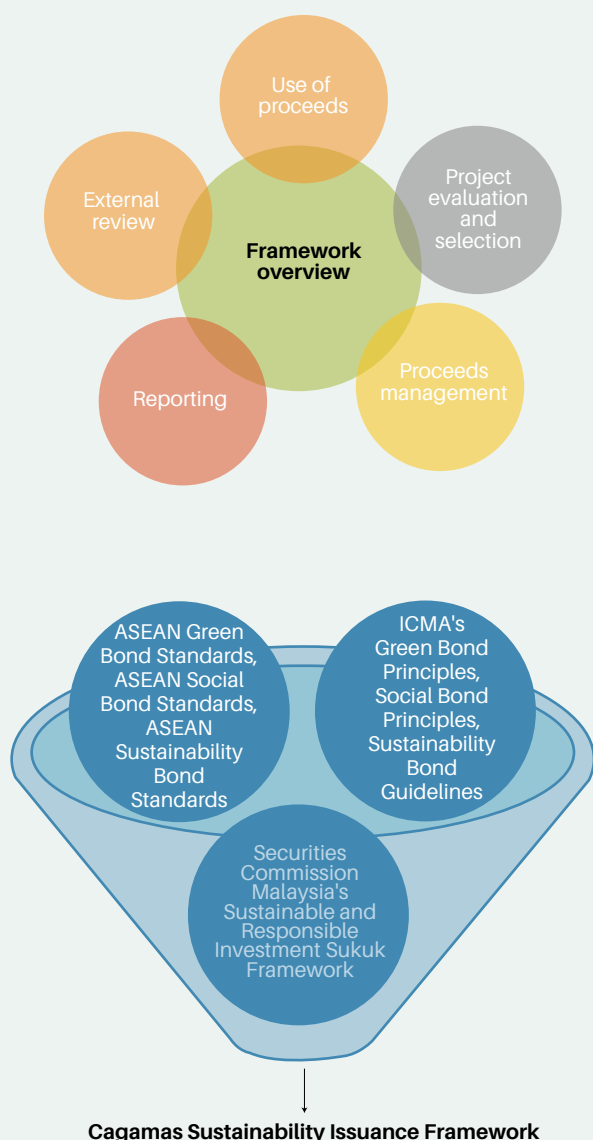 Use of
proceeds
External
review
Project
evaluation
and
selection
Framework
overview
Reporting
Proceeds
management
ASEAN Green
Bond Standards,
ASEAN Social
Bond Standards,
ASEAN
Sustainability
Bond
Standards
ICMA's
Green Bond
Principles,
Social Bond
Principles,
Sustainability
Bond
Guidelines
Securities
Commission
Malaysia's
Sustainable and
Responsible
Investment Sukuk
Framework
Cagamas Sustainability Issuance Framework